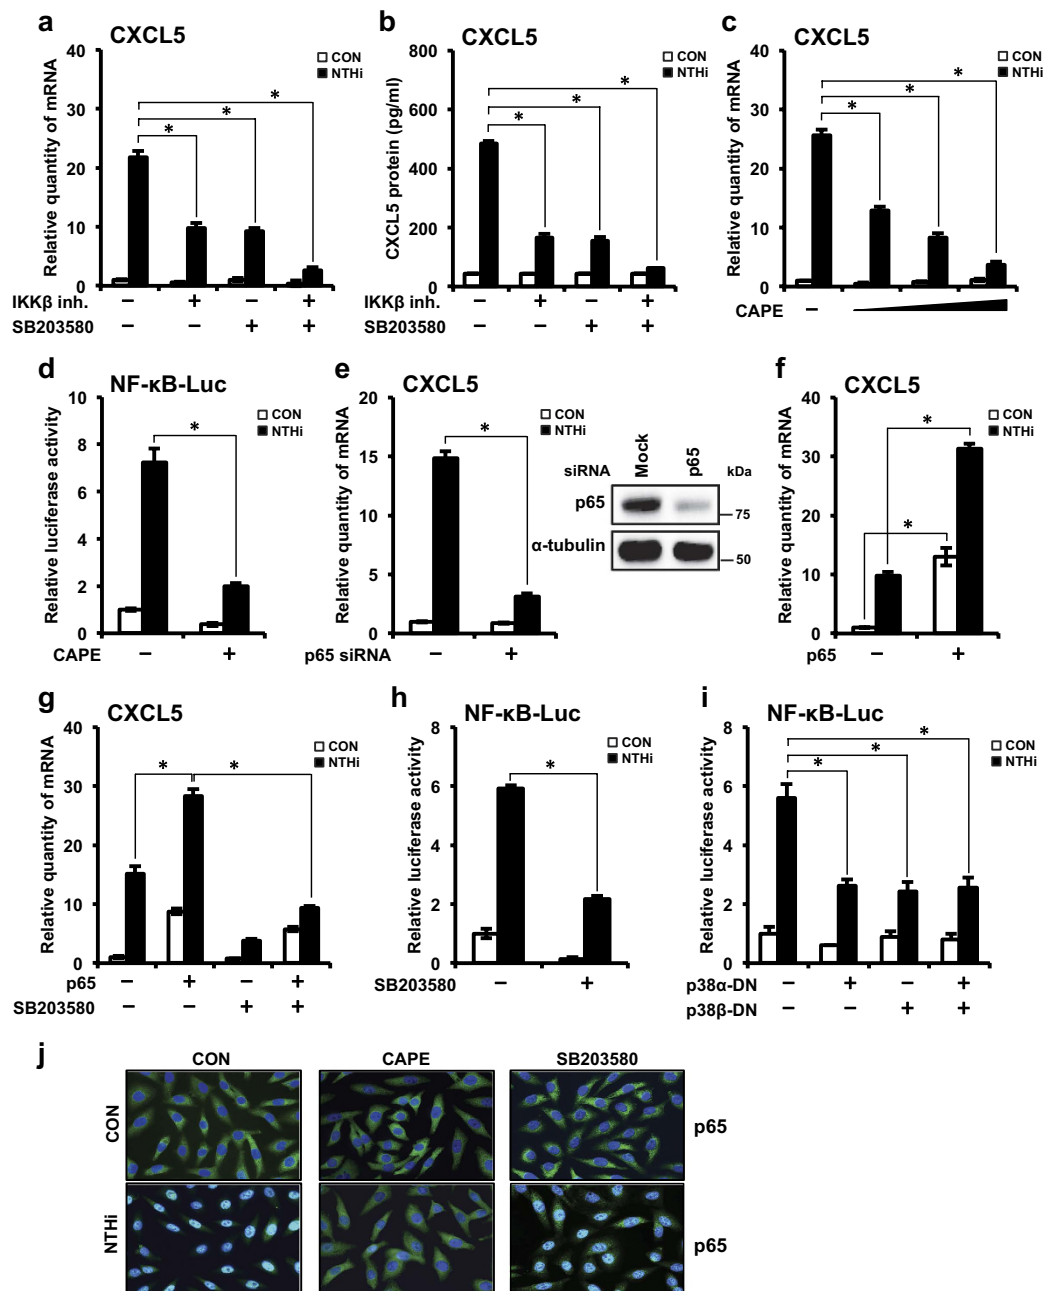 a CXCL5
Relative quantity of mRNA
40
30
20
10
0
CON
NTHi
* * *
IKKβ inh. − + − +
SB203580 − − + +
b CXCL5
CXCL5 protein (pg/ml)
800
600
400
200
0
CON
NTHi
* * *
IKKβ inh. − + − +
SB203580 − − + +
c CXCL5
Relative quantity of mRNA
40
30
20
10
0
CON
NTHi
* * *
CAPE −
d NF-κB-Luc
Relative luciferase activity
10
8
6
4
2
0
CON
NTHi
*
CAPE − +
e CXCL5
Relative quantity of mRNA
20
15
10
5
0
CON
NTHi
*
p65 siRNA − +
siRNA Mock p65 kDa
p65 75
α-tubulin 50
f CXCL5
Relative quantity of mRNA
40
30
20
10
0
CON
NTHi
* *
p65 − +
g CXCL5
Relative quantity of mRNA
40
30
20
10
0
CON
NTHi
* *
p65 − + − +
SB203580 − − + +
h NF-κB-Luc
Relative luciferase activity
8
6
4
2
0
CON
NTHi
*
SB203580 − +
i NF-κB-Luc
Relative luciferase activity
8
6
4
2
0
CON
NTHi
* * *
p38α-DN − + − +
p38β-DN − − + +
j
CON CAPE SB203580
CON p65
NTHi p65